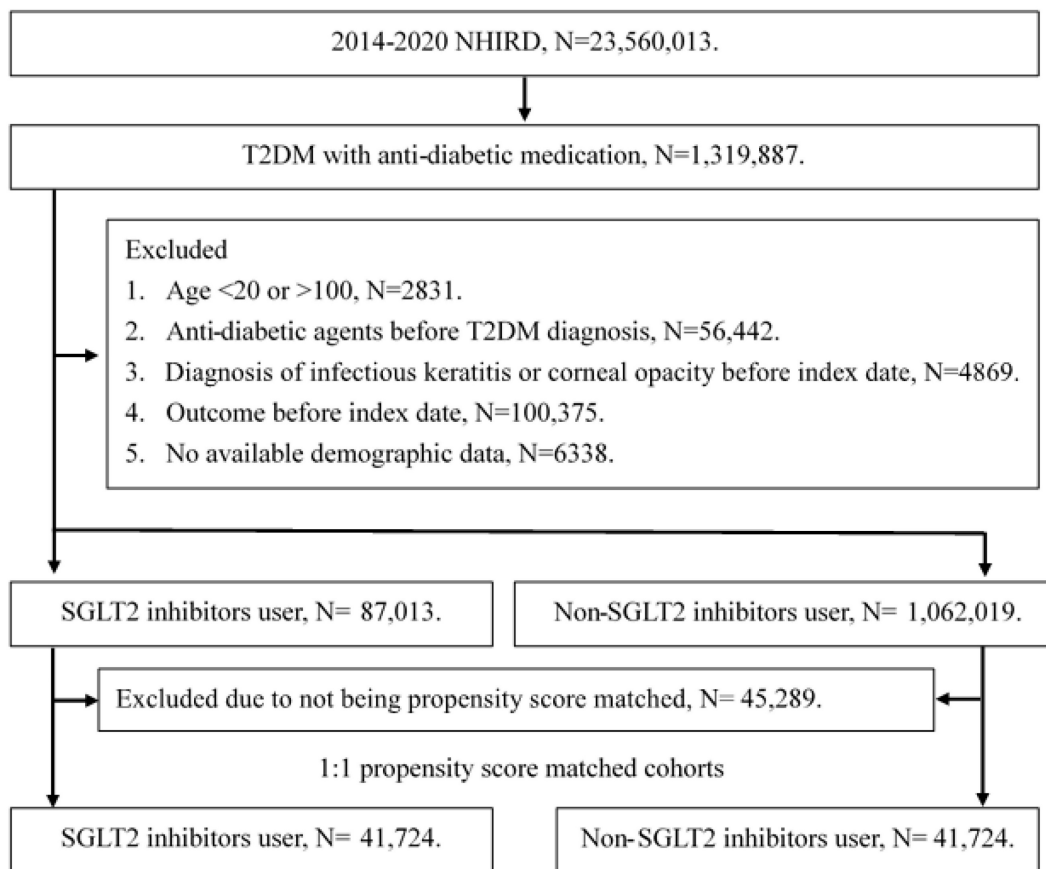 2014-2020 NHIRD, N=23,560,013.
T2DM with anti-diabetic medication, N=1,319,887.
Excluded
1. Age <20 or >100, N=2831.
2. Anti-diabetic agents before T2DM diagnosis, N=56,442.
3. Diagnosis of infectious keratitis or corneal opacity before index date, N=4869.
4. Outcome before index date, N=100,375.
5. No available demographic data, N=6338.
SGLT2 inhibitors user, N= 87,013.
Non-SGLT2 inhibitors user, N= 1,062,019.
Excluded due to not being propensity score matched, N= 45,289.
1:1 propensity score matched cohorts
SGLT2 inhibitors user, N= 41,724.
Non-SGLT2 inhibitors user, N= 41,724.